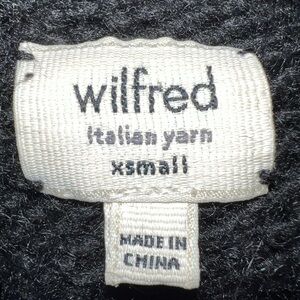 wilfred
italian yarn
xsmall
MADE IN
CHINA